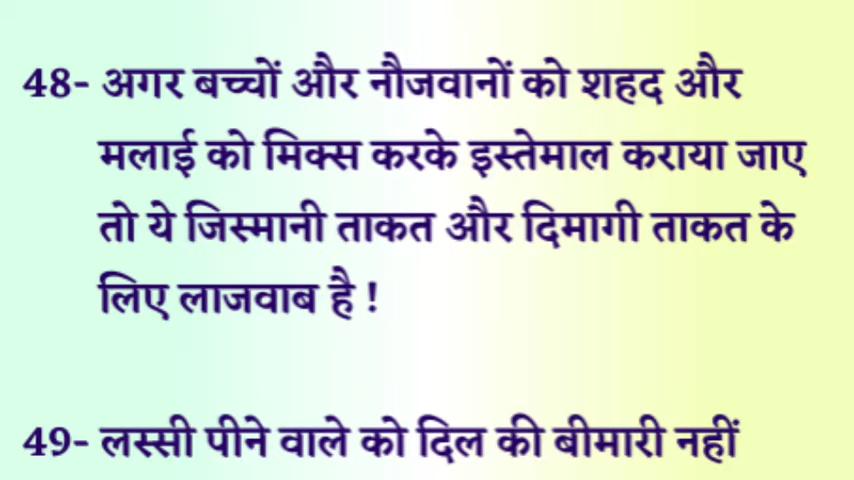 48- अगर बच्चों और नौजवानों को शहद और
मलाई को मिक्स करके इस्तेमाल कराया जाए
तो ये जिस्मानी ताकत और दिमागी ताकत के
लिए लाजवाब है !
49- लस्सी पीने वाले को दिल की बीमारी नहीं